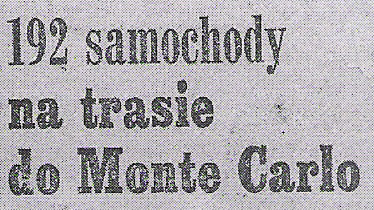 192 samochody
na trasie
do Monte Carlo